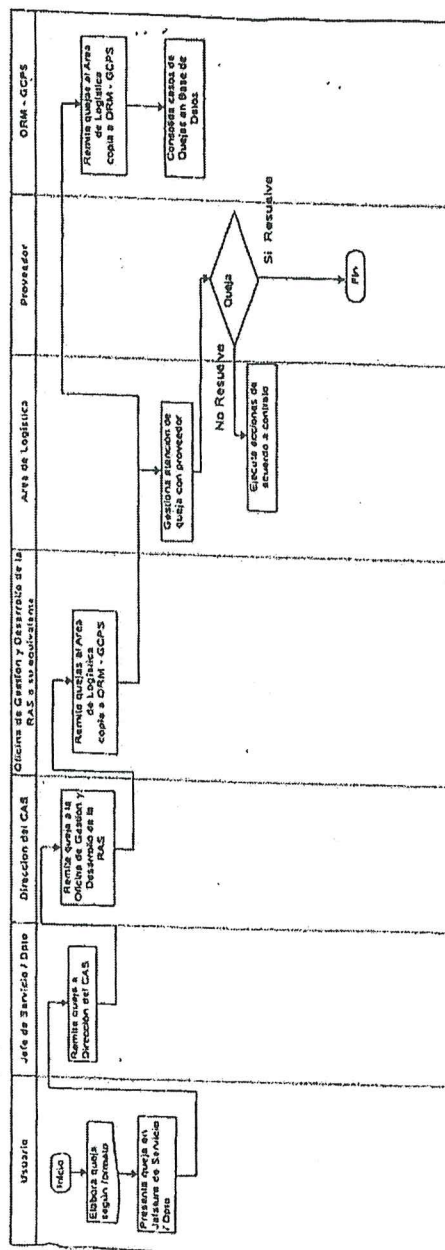 Usuario
Jefe de Servicio / Dpto
Direccion del CAS
Oficina de Gestion y Desarrollo de la
RAS o su equivalente
Area de Logistica
Proveedor
ORM - GCPS
Inicio
Elabora queja
según formato
Presenta queja en
Jefatura de Servicio
/ Dpto
Remite queja a
Dirección del CAS
Remite queja a la
Oficina de Gestión y
Desarrollo de la
RAS
Remite quejas al Area
de Logística
copia a ORM - GCPS
Gestiona atención de
queja con proveedor
Queja
No Resuelve
Si Resuelve
Ejecuta acciones de
acuerdo a contrato
Fin
Remite quejas al Area
de Logística
copia a ORM - GCPS
Consolida casos de
Quejas en Base de
Datos